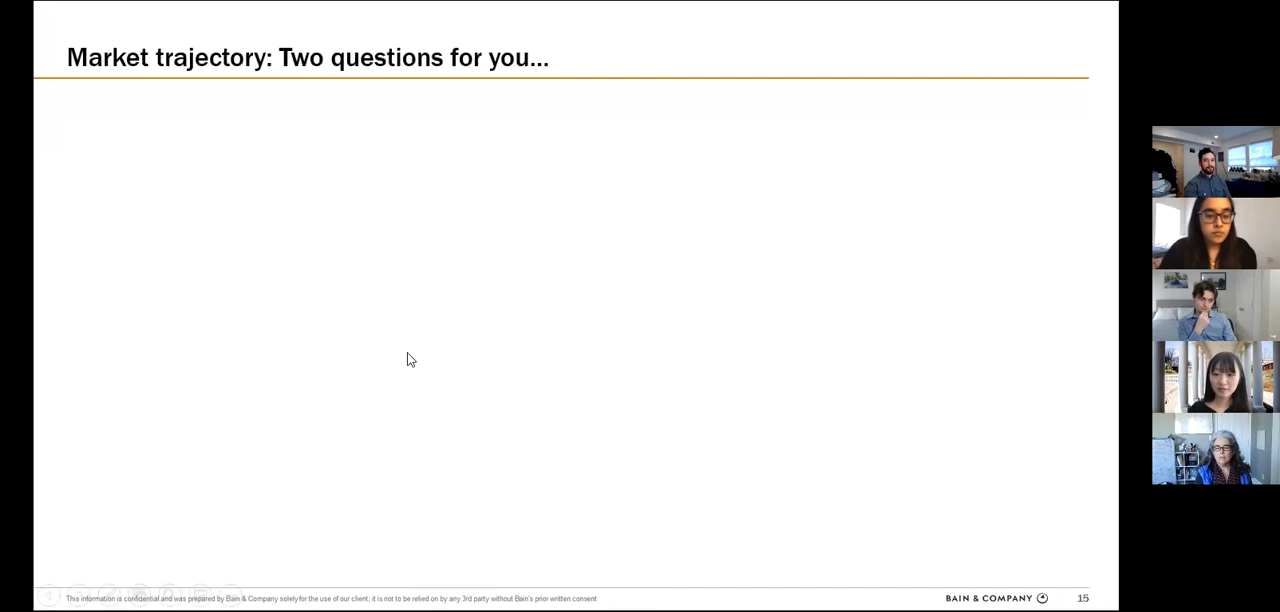 Market trajectory: Two questions for you...
This information is confidential and was prepared by Bain & Company solely for the use of our client, it is not to be relied on by any 3rd party without Bain's prior written consent
BAIN & COMPANY
15